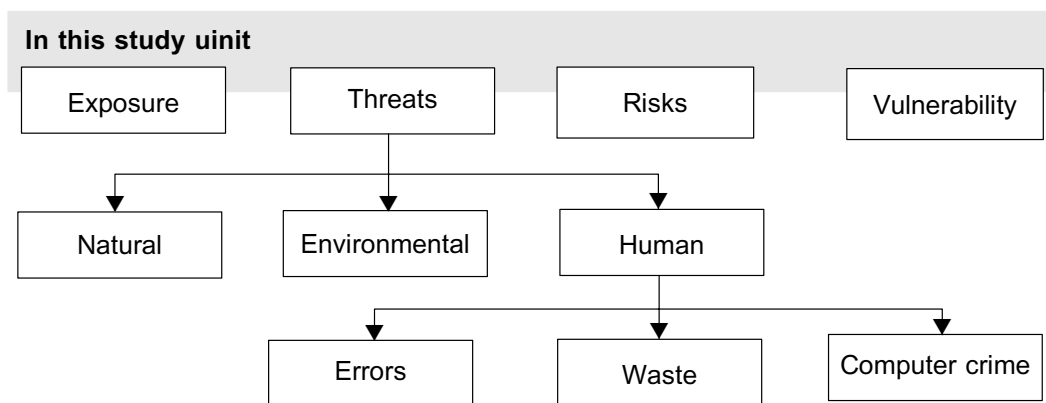 In this study uinit
Exposure
Threats
Risks
Vulnerability
Natural
Environmental
Human
Errors
Waste
Computer crime